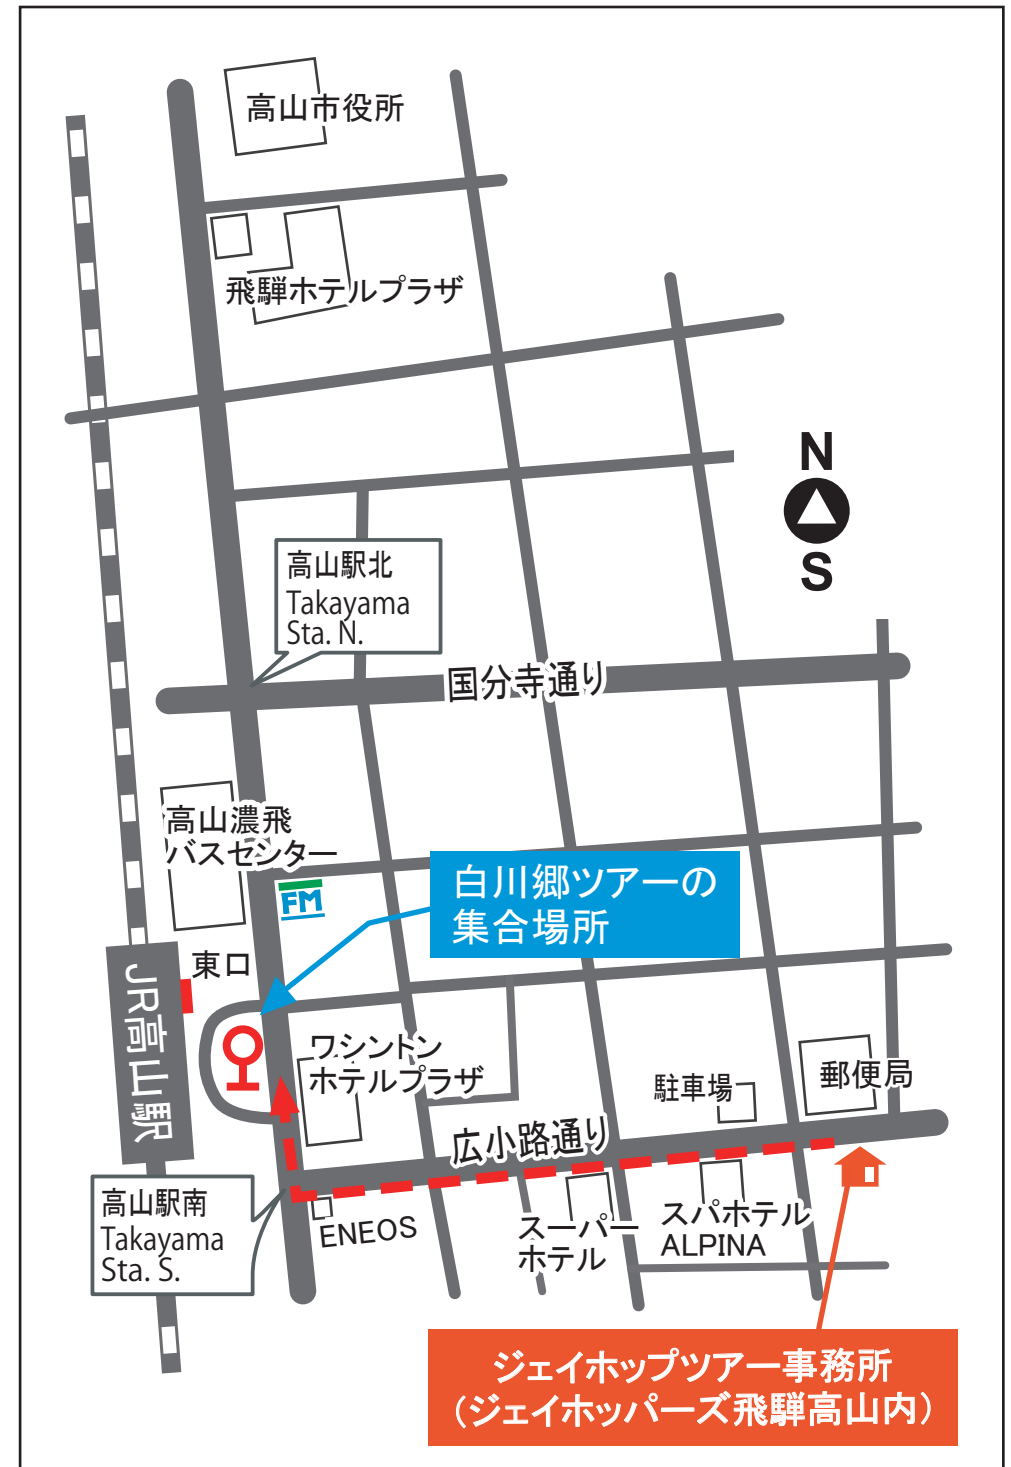 高山市役所
飛騨ホテルプラザ
N
S
高山駅北
Takayama
Sta. N.
国分寺通り
高山濃飛
バスセンター
FM
白川郷ツアーの
集合場所
東口
JR高山駅
ワシントン
ホテルプラザ
駐車場
郵便局
広小路通り
高山駅南
Takayama
Sta. S.
ENEOS
スーパー
ホテル
スパホテル
ALPINA
ジェイホップツアー事務所
(ジェイホッパーズ飛騨高山内)